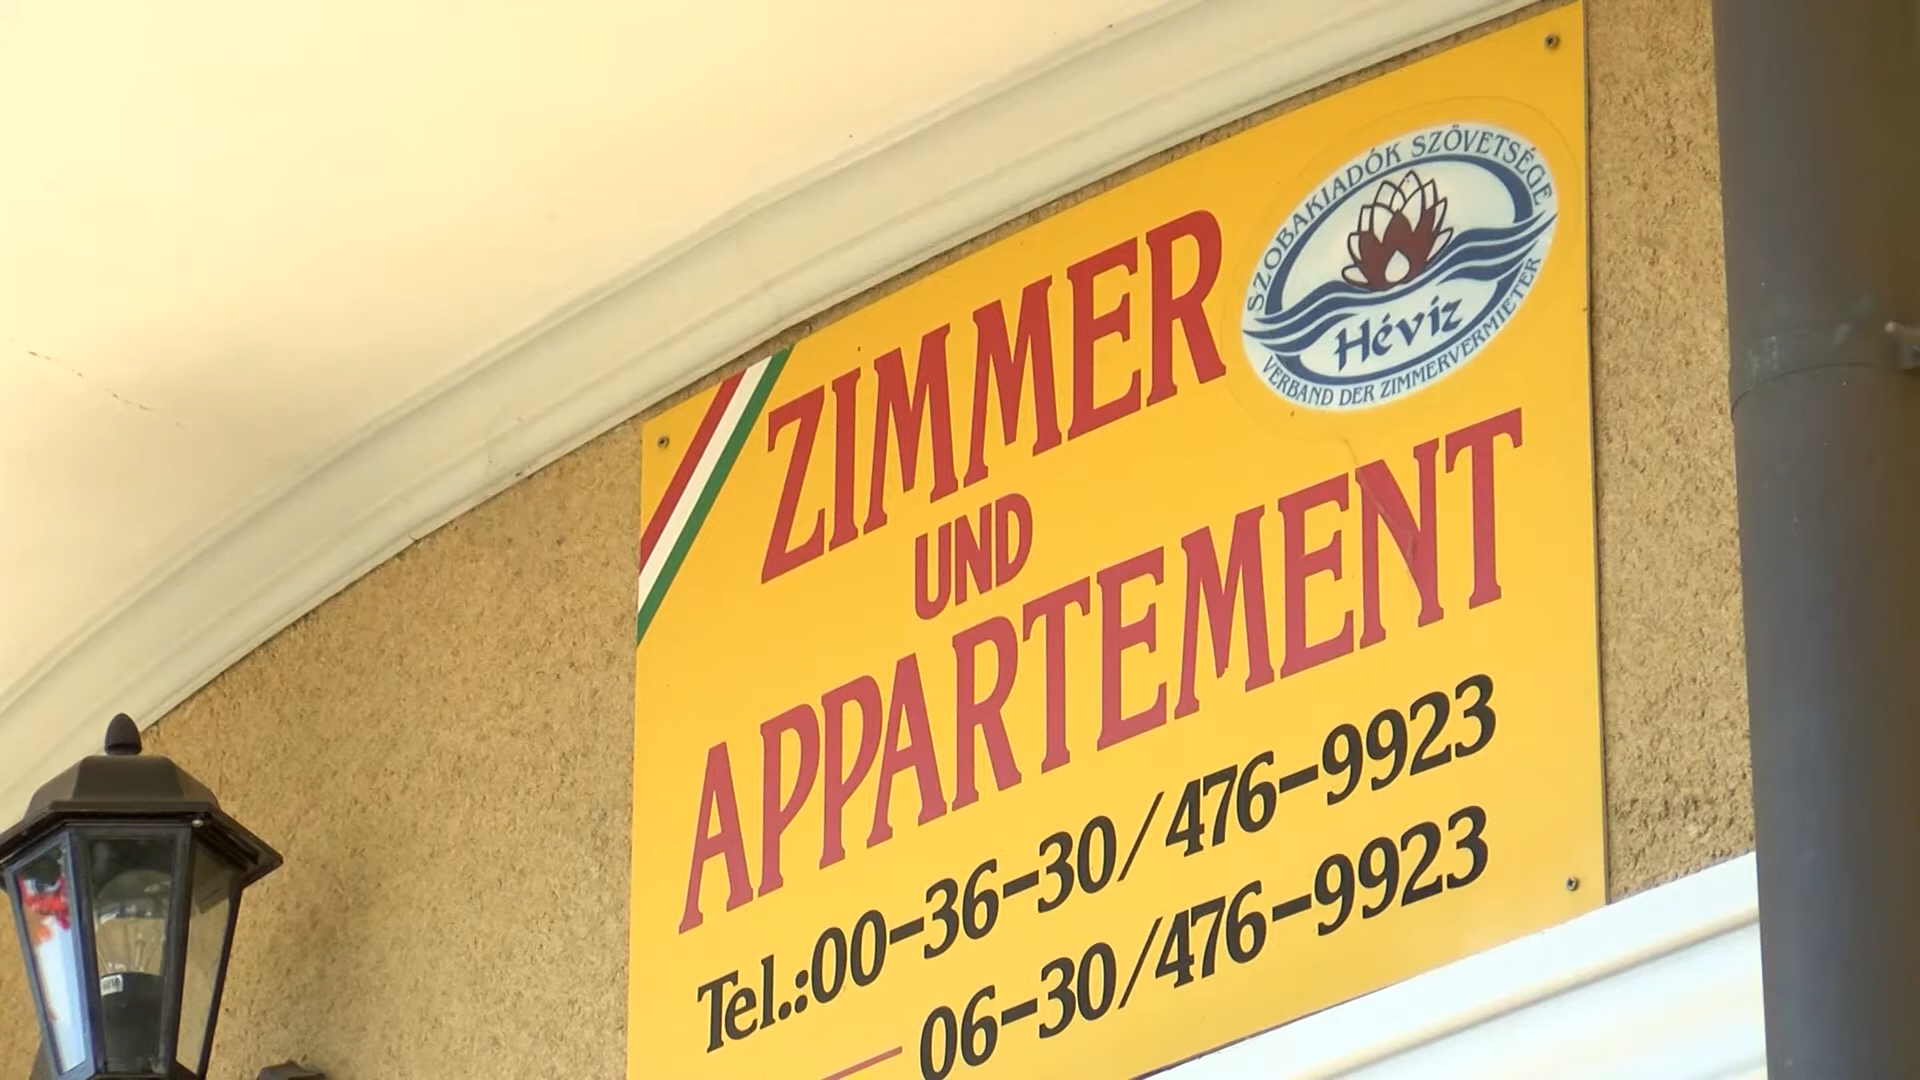 SZOBAKIADÓK SZÖVETSÉGE
Hévíz
VERBAND DER ZIMMERVERMIETER
ZIMMER
UND
APPARTEMENT
Tel.:00-36-30/476-9923
06-30/476-9923